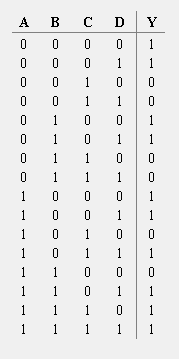 A B C D Y
0 0 0 0 1
0 0 0 1 1
0 0 1 0 0
0 0 1 1 0
0 1 0 0 1
0 1 0 1 1
0 1 1 0 0
0 1 1 1 0
1 0 0 0 1
1 0 0 1 1
1 0 1 0 0
1 0 1 1 1
1 1 0 0 0
1 1 0 1 1
1 1 1 0 1
1 1 1 1 1